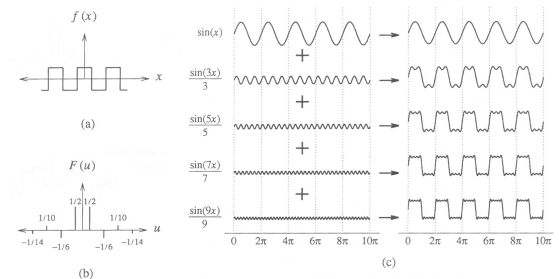 f (x)
x
(a)
F (u)
1/2 1/2
1/10 1/10
u
−1/14 −1/6 −1/6 −1/14
(b)
sin(x)
+
sin(3x)
3
+
sin(5x)
5
+
sin(7x)
7
+
sin(9x)
9
0 2π 4π 6π 8π 10π
0 2π 4π 6π 8π 10π
(c)